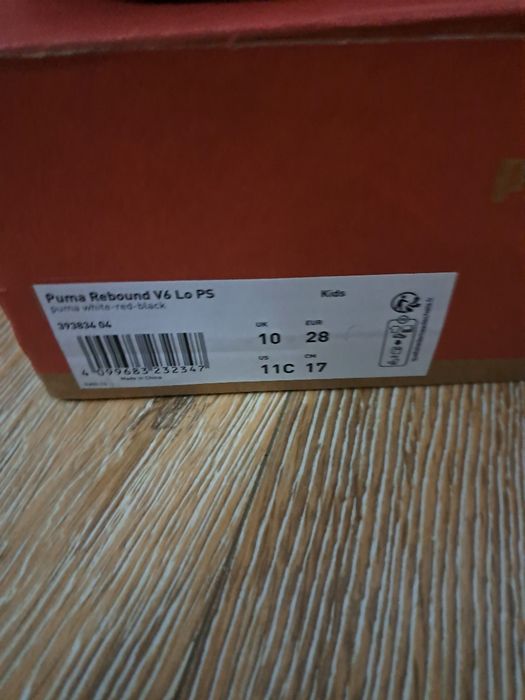 Puma Rebound V6 Lo PS
Kids
puma white-red-black
393834 04
UK
EUR
10
28
US
CM
11C
17
4 099683 232347
Made in China